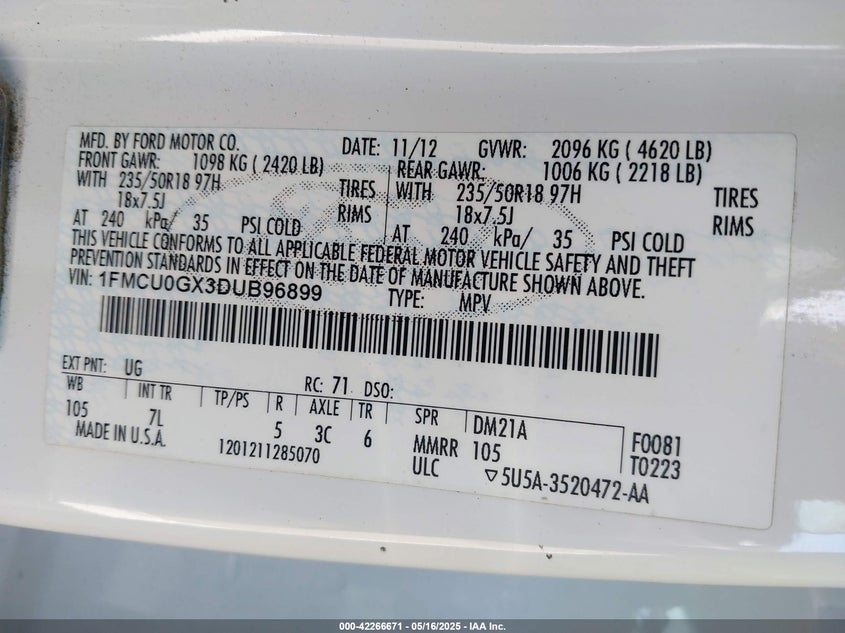 MFD. BY FORD MOTOR CO. DATE: 11/12 GVWR: 2096 KG ( 4620 LB)
FRONT GAWR: 1098 KG ( 2420 LB) REAR GAWR: 1006 KG ( 2218 LB)
WITH 235/50R18 97H TIRES WITH 235/50R18 97H TIRES
18x7.5J RIMS 18x7.5J RIMS
AT 240 kPa/ 35 PSI COLD AT 240 kPa/ 35 PSI COLD
THIS VEHICLE CONFORMS TO ALL APPLICABLE FEDERAL MOTOR VEHICLE SAFETY AND THEFT
PREVENTION STANDARDS IN EFFECT ON THE DATE OF MANUFACTURE SHOWN ABOVE.
VIN: 1FMCU0GX3DUB96899 TYPE: MPV
EXT PNT: UG RC: 71 DSO:
WB INT TR TP/PS R AXLE TR SPR DM21A F0081
105 7L 5 3C 6 MMRR 105 T0223
MADE IN U.S.A. 1201211285070 ULC ▽5U5A-3520472-AA
000-42266671 - 05/16/2025 - IAA Inc.